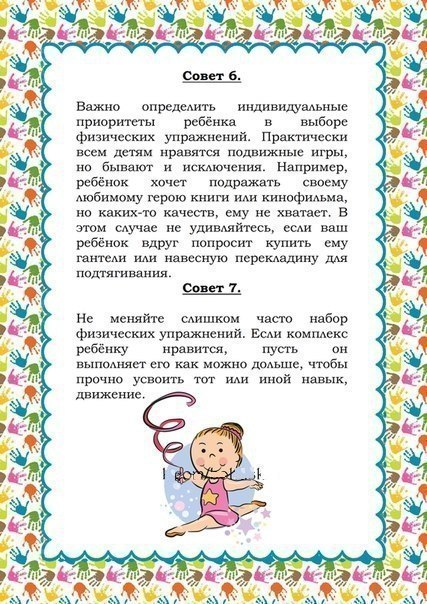 Совет 6.
Важно определить индивидуальные
приоритеты ребёнка в выборе
физических упражнений. Практически
всем детям нравятся подвижные игры,
но бывают и исключения. Например,
ребёнок хочет подражать своему
любимому герою книги или кинофильма,
но каких-то качеств, ему не хватает. В
этом случае не удивляйтесь, если ваш
ребёнок вдруг попросит купить ему
гантели или навесную перекладину для
подтягивания.
Совет 7.
Не меняйте слишком часто набор
физических упражнений. Если комплекс
ребёнку нравится, пусть он
выполняет его как можно дольше, чтобы
прочно усвоить тот или иной навык,
движение.